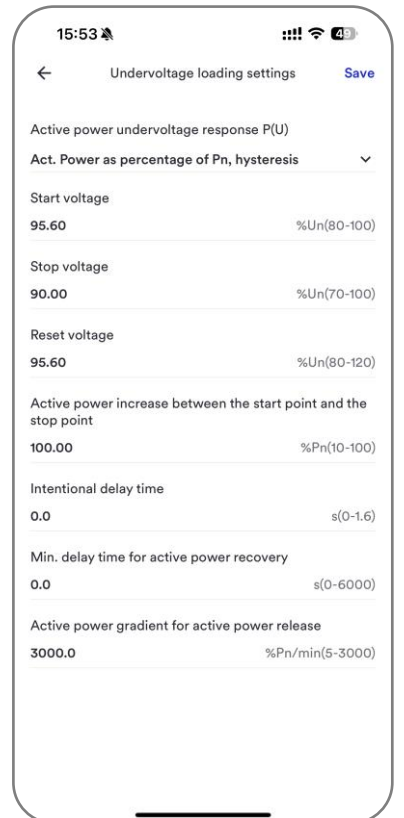 15:53
49
Undervoltage loading settings Save
Active power undervoltage response P(U)
Act. Power as percentage of Pn, hysteresis
Start voltage
95.60 %Un(80-100)
Stop voltage
90.00 %Un(70-100)
Reset voltage
95.60 %Un(80-120)
Active power increase between the start point and the
stop point
100.00 %Pn(10-100)
Intentional delay time
0.0 s(0-1.6)
Min. delay time for active power recovery
0.0 s(0-6000)
Active power gradient for active power release
3000.0 %Pn/min(5-3000)